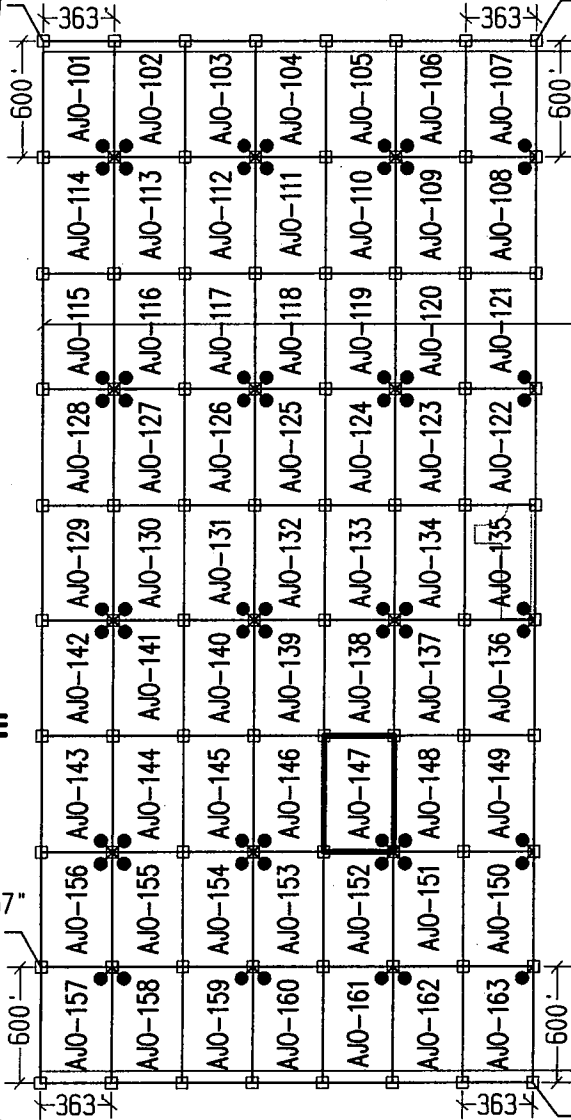 363 363
600' 600'
AJO-101 AJO-102 AJO-103 AJO-104 AJO-105 AJO-106 AJO-107
AJO-114 AJO-113 AJO-112 AJO-111 AJO-110 AJO-109 AJO-108
AJO-115 AJO-116 AJO-117 AJO-118 AJO-119 AJO-120 AJO-121
AJO-128 AJO-127 AJO-126 AJO-125 AJO-124 AJO-123 AJO-122
AJO-129 AJO-130 AJO-131 AJO-132 AJO-133 AJO-134 AJO-135
AJO-142 AJO-141 AJO-140 AJO-139 AJO-138 AJO-137 AJO-136
AJO-143 AJO-144 AJO-145 AJO-146 AJO-147 AJO-148 AJO-149
AJO-156 AJO-155 AJO-154 AJO-153 AJO-152 AJO-151 AJO-150
7"
AJO-157 AJO-158 AJO-159 AJO-160 AJO-161 AJO-162 AJO-163
600' 600'
363 363